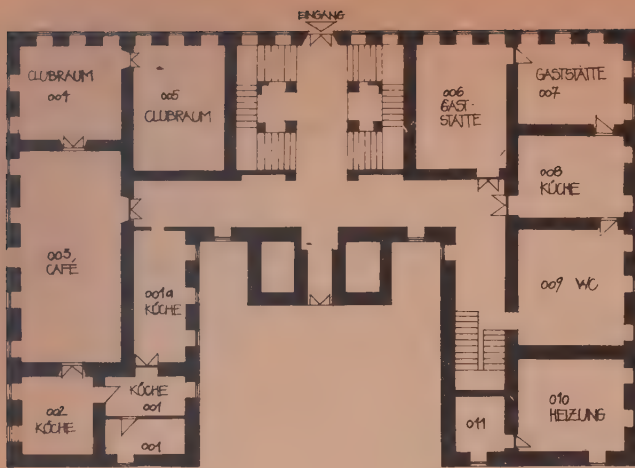 EINGANG
CLUBRAUM
004
005
CLUBRAUM
006
GAST-
STÄTTE
GASTSTÄTTE
007
008
KÜCHE
003
CAFÉ
001a
KÜCHE
009 WC
002
KÜCHE
KÜCHE
001
001
011
010
HEIZUNG